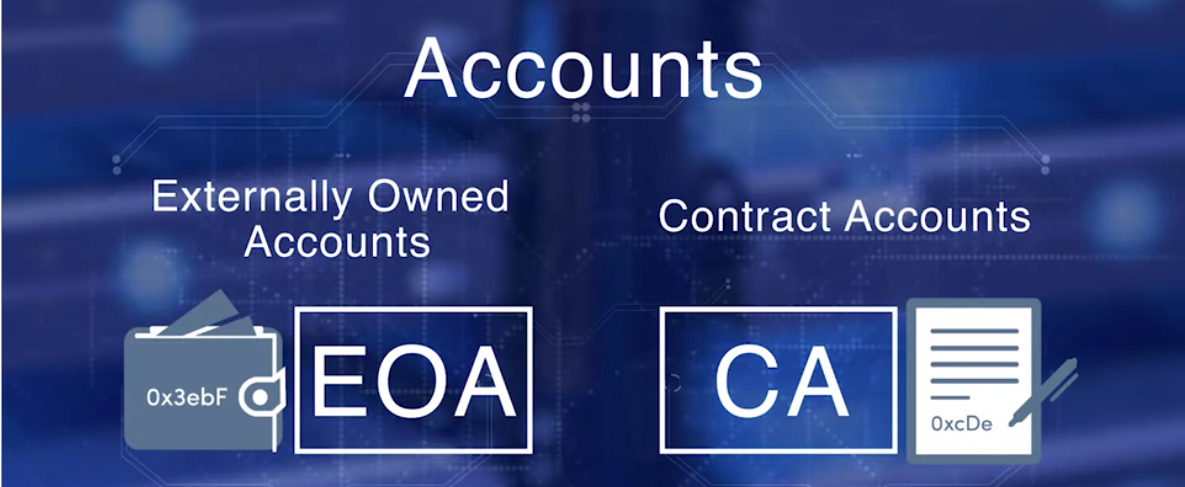 Accounts
Externally Owned
Accounts
Contract Accounts
0x3ebF
EOA
CA
0xcDe